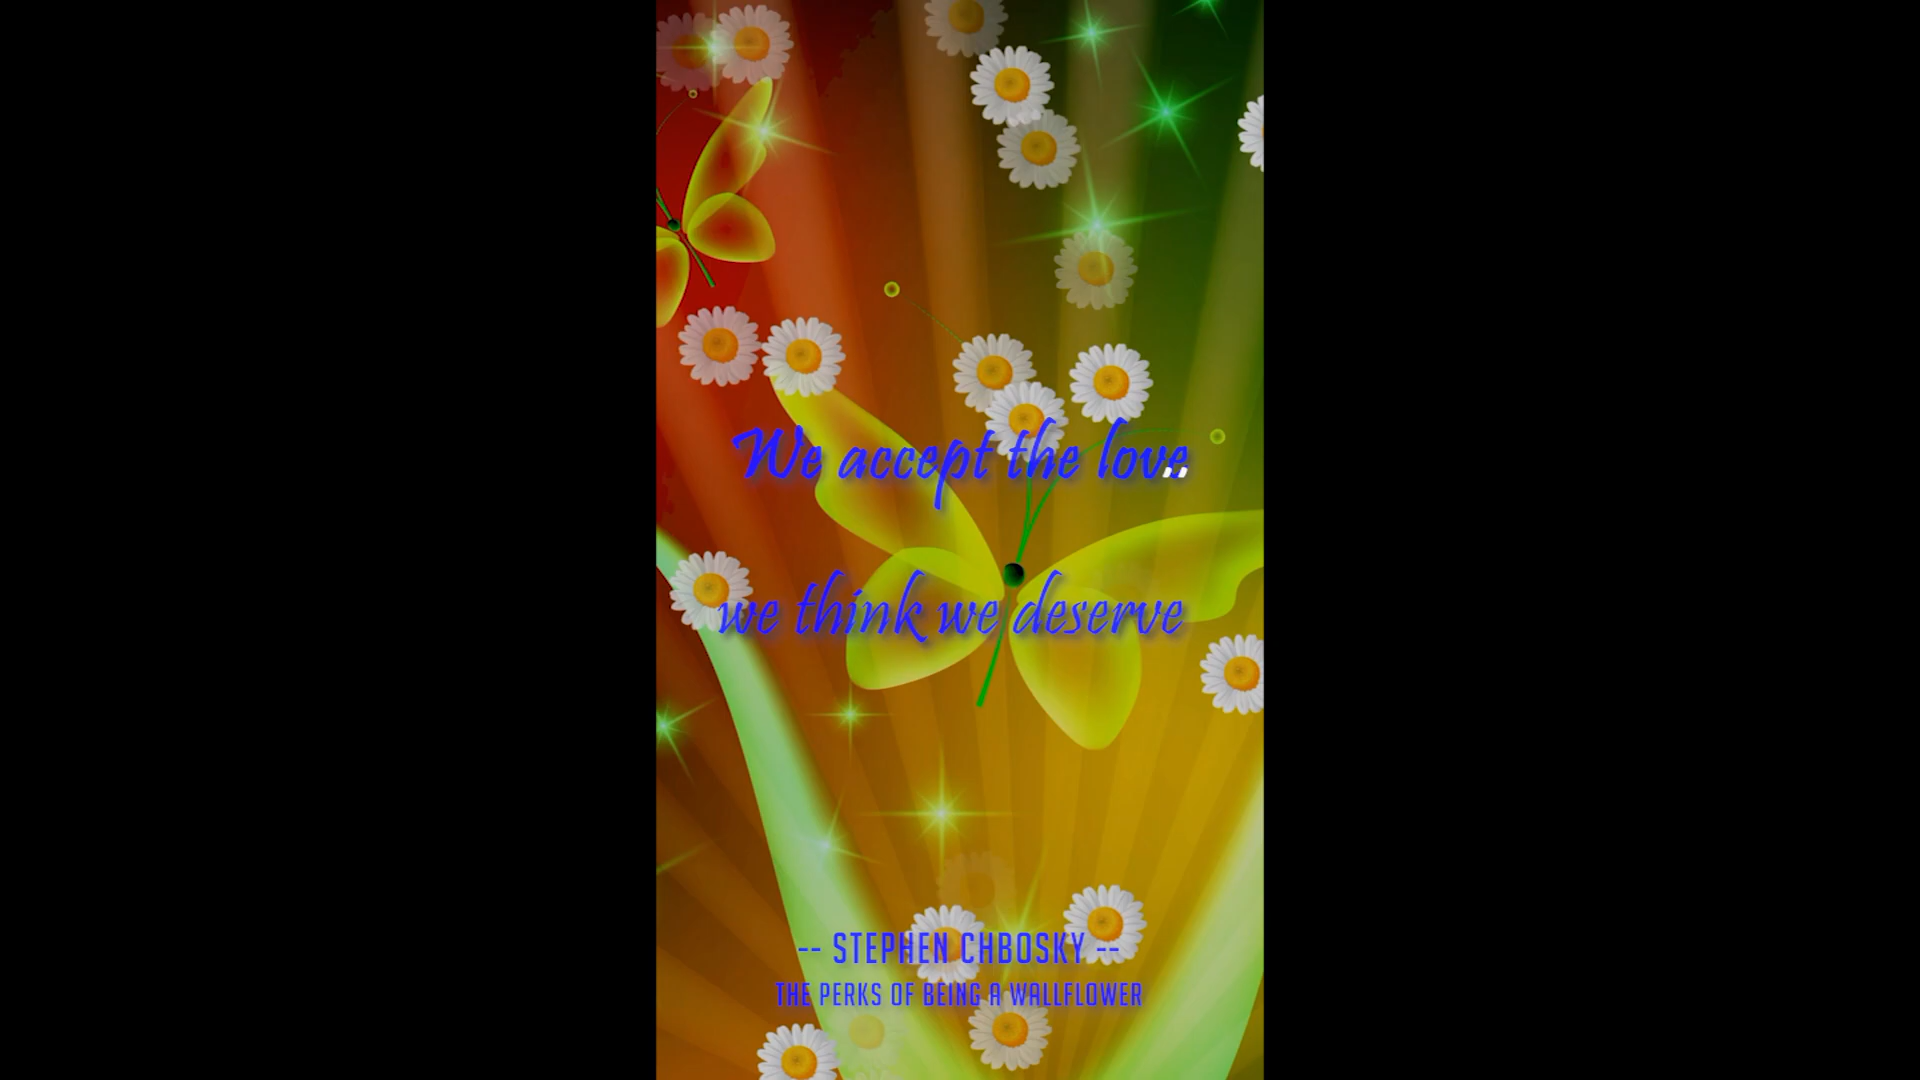 We accept the love
„
we think we deserve
-- STEPHEN CHBOSKY --
THE PERKS OF BEING A WALLFLOWER